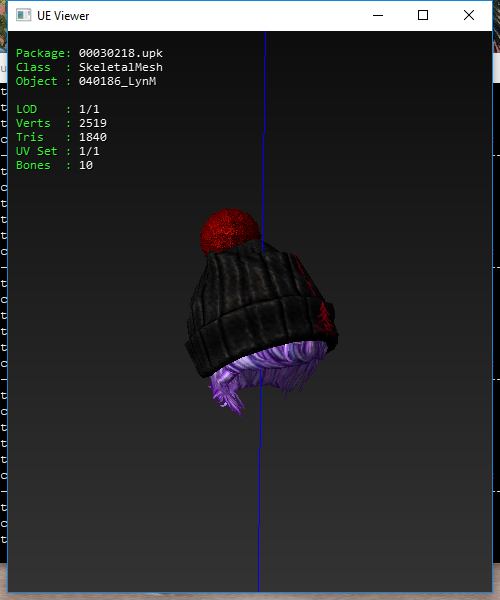 UE Viewer
Package: 00030218.upk
Class : SkeletalMesh
Object : 040186_LynM
LOD : 1/1
Verts : 2519
Tris : 1840
UV Set : 1/1
Bones : 10